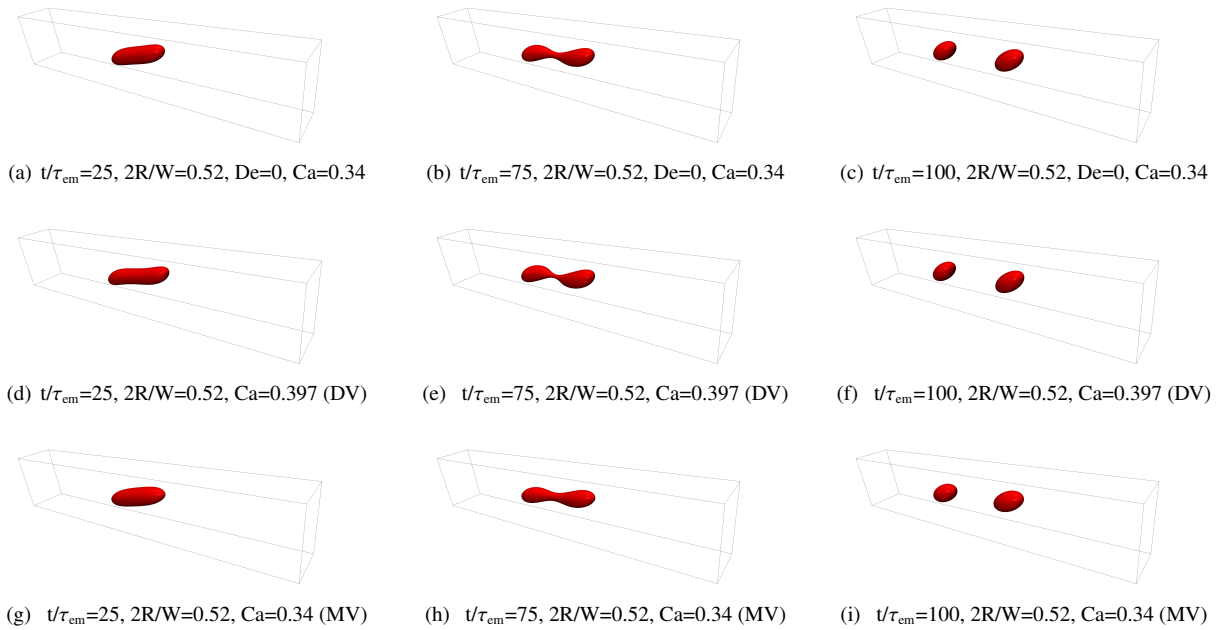 (a) t/τem=25, 2R/W=0.52, De=0, Ca=0.34
(b) t/τem=75, 2R/W=0.52, De=0, Ca=0.34
(c) t/τem=100, 2R/W=0.52, De=0, Ca=0.34
(d) t/τem=25, 2R/W=0.52, Ca=0.397 (DV)
(e) t/τem=75, 2R/W=0.52, Ca=0.397 (DV)
(f) t/τem=100, 2R/W=0.52, Ca=0.397 (DV)
(g) t/τem=25, 2R/W=0.52, Ca=0.34 (MV)
(h) t/τem=75, 2R/W=0.52, Ca=0.34 (MV)
(i) t/τem=100, 2R/W=0.52, Ca=0.34 (MV)